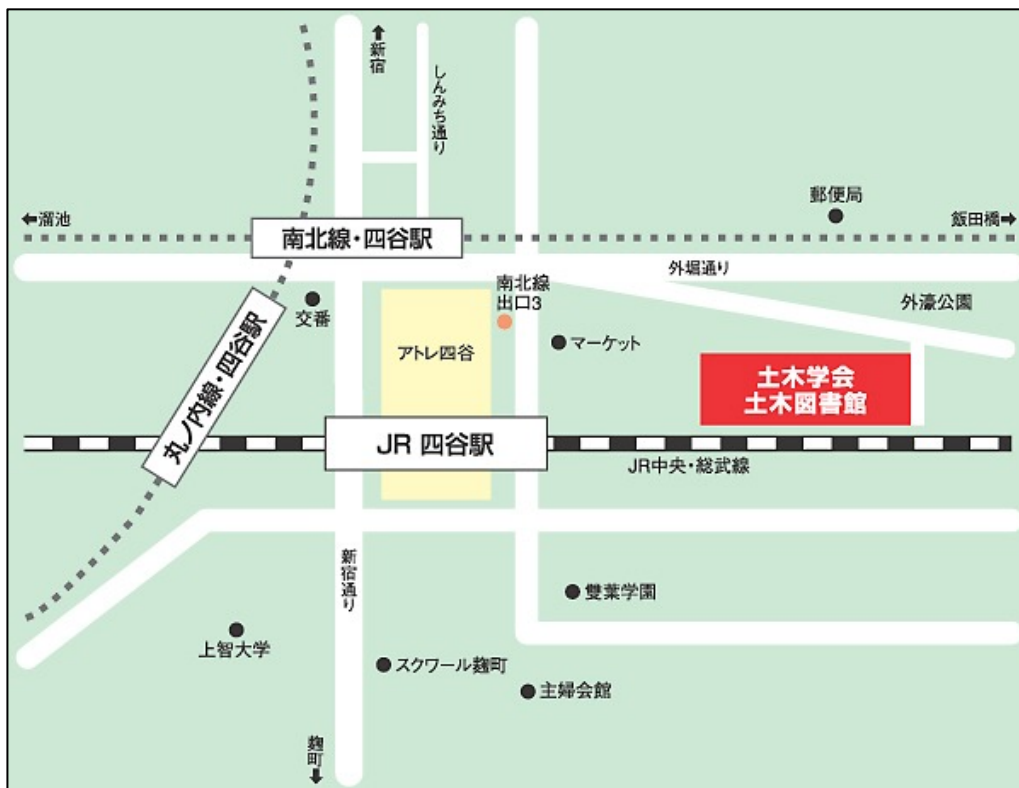 新宿
しんみち通り
郵便局
溜池
飯田橋
南北線・四谷駅
外堀通り
南北線
出口3
外濠公園
交番
マーケット
アトレ四谷
丸ノ内線・四谷駅
土木学会
土木図書館
JR 四谷駅
JR中央・総武線
新宿通り
雙葉学園
上智大学
スクワール麹町
主婦会館
麹町